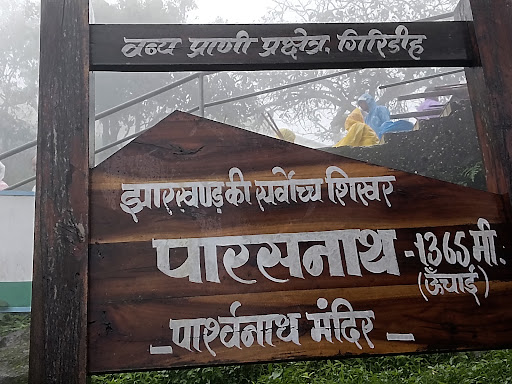 वन्य प्राणी प्रक्षेत्र, गिरिडीह
झारखण्ड की सर्वोच्च शिखर
पारसनाथ - 1365 मी.
(ऊँचाई)
_ पार्श्वनाथ मंदिर _